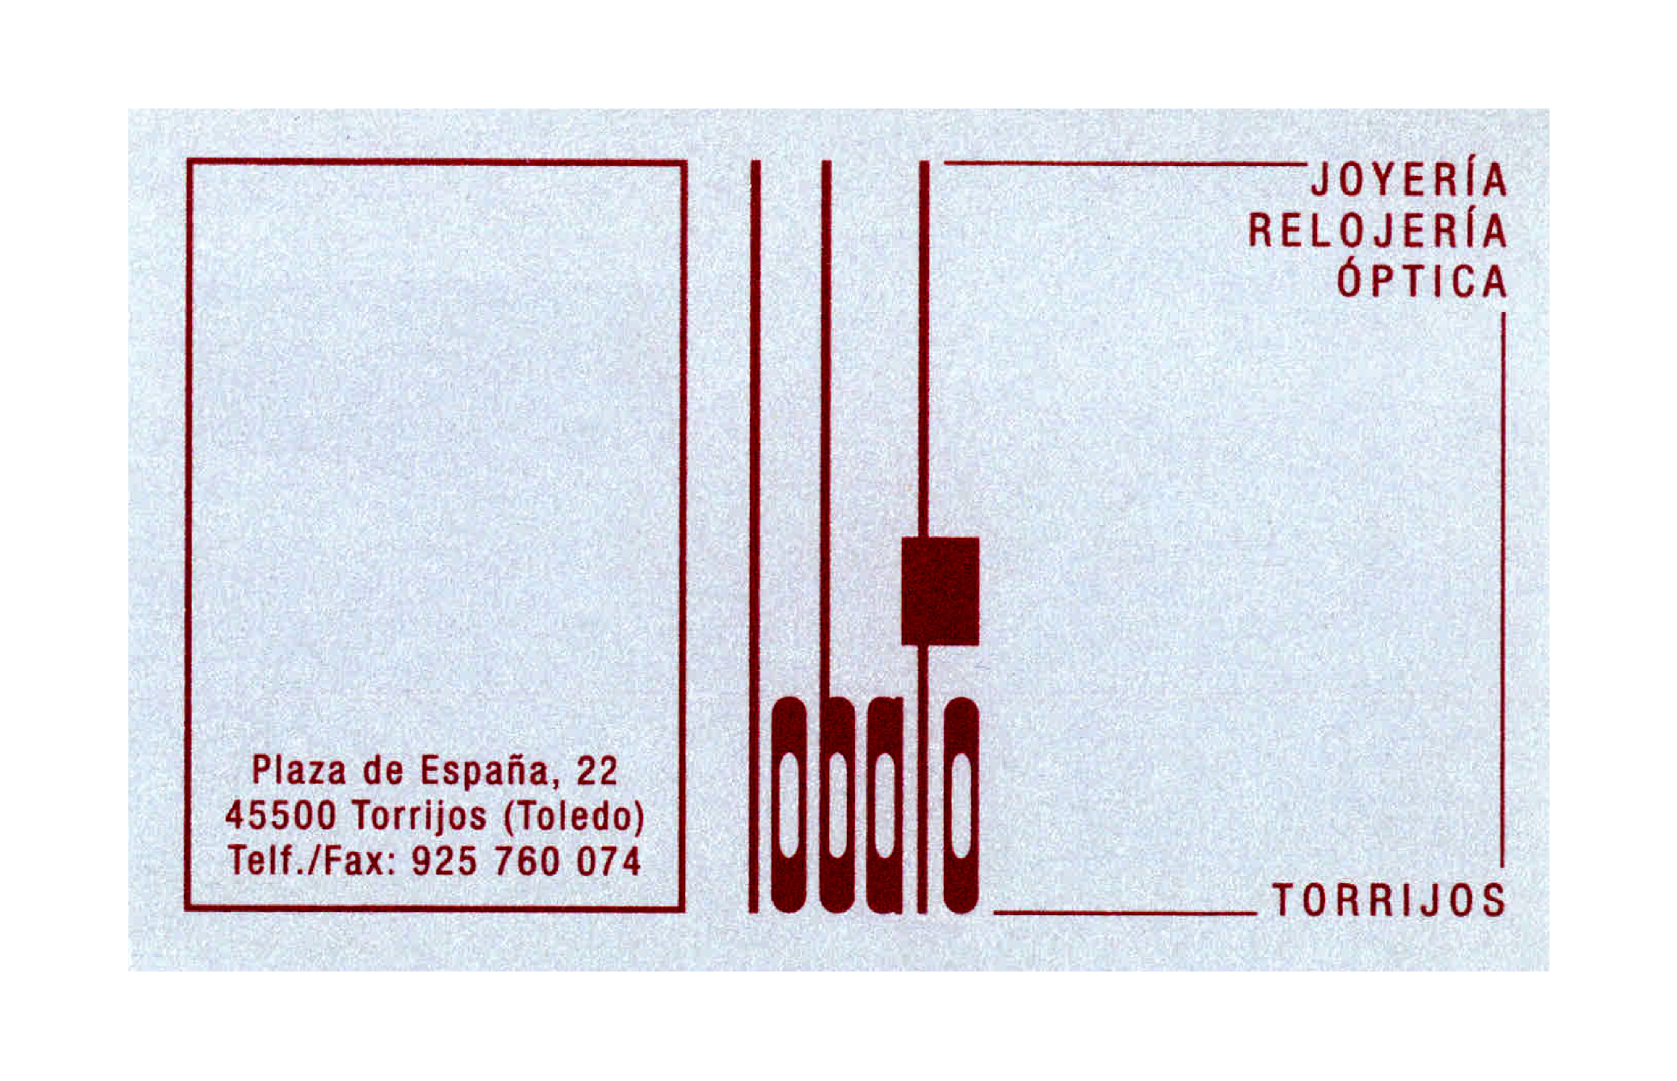 Plaza de España, 22
45500 Torrijos (Toledo)
Telf./Fax: 925 760 074
lobato
JOYERÍA
RELOJERÍA
ÓPTICA
TORRIJOS